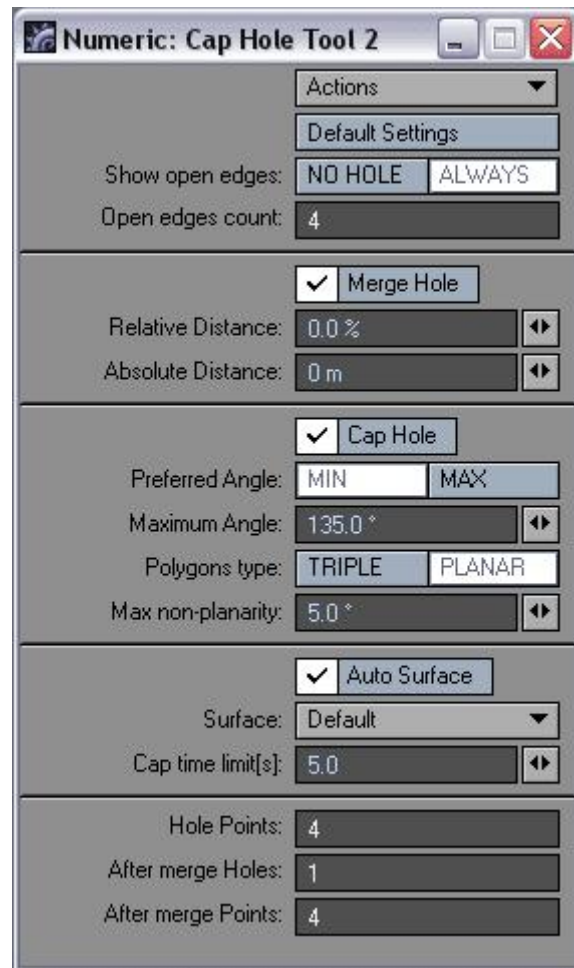 Numeric: Cap Hole Tool 2
Actions
Default Settings
Show open edges: NO HOLE ALWAYS
Open edges count: 4
Merge Hole
Relative Distance: 0.0 %
Absolute Distance: 0 m
Cap Hole
Preferred Angle: MIN MAX
Maximum Angle: 135.0 °
Polygons type: TRIPLE PLANAR
Max non-planarity: 5.0 °
Auto Surface
Surface: Default
Cap time limit[s]: 5.0
Hole Points: 4
After merge Holes: 1
After merge Points: 4